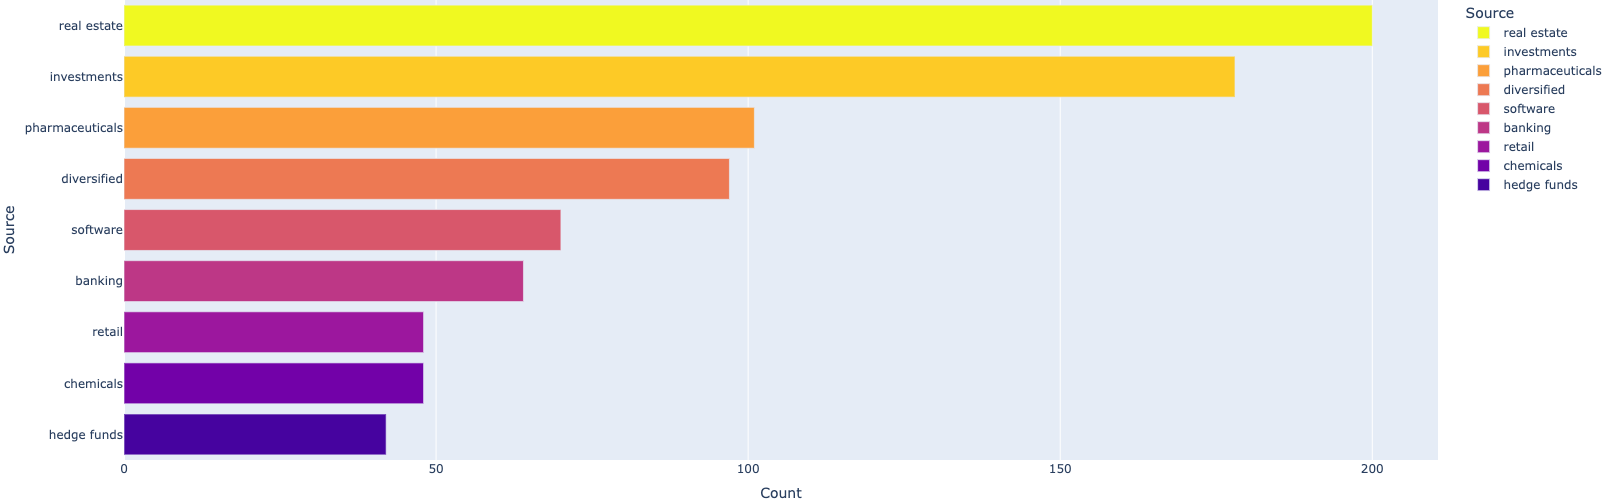 real estate
investments
pharmaceuticals
diversified
software
banking
retail
chemicals
hedge funds
Source
0 50 100 150 200
Count
Source
real estate
investments
pharmaceuticals
diversified
software
banking
retail
chemicals
hedge funds